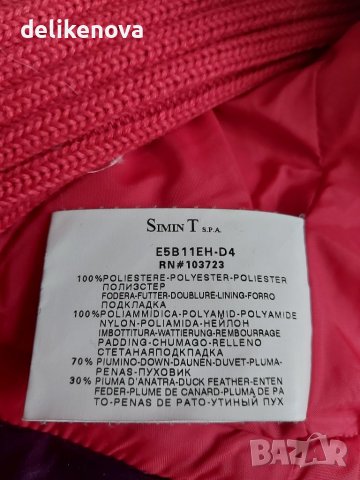 delikenova
SIMIN T S.P.A.
E5B11EH-D4
RN#103723
100%POLIESTERE-POLYESTER-POLIESTER
ПОЛИЭСТЕР
FODERA-FUTTER-DOUBLURE-LINING-FORRO
ПОДКЛАДКА
100%POLIAMMIDICA-POLYAMID-POLYAMIDE
NYLON-POLIAMIDA-НЕЙЛОН
IMBOTTITURA-WATTIERUNG-REMBOURRAGE
PADDING-CHUMAGO-RELLENO
СТЕГАНАЯПОДКЛАДКА
70% PIUMINO-DOWN-DAUNEN-DUVET-PLUMA-
PENAS-ПУХОВИК
30% PIUMA D'ANATRA-DUCK FEATHER-ENTEN
FEDER-PLUME DE CANARD-PLUMA DE PA
TO-PENAS DE PATO-УТИНЫЙ ПУХ
BAZAR